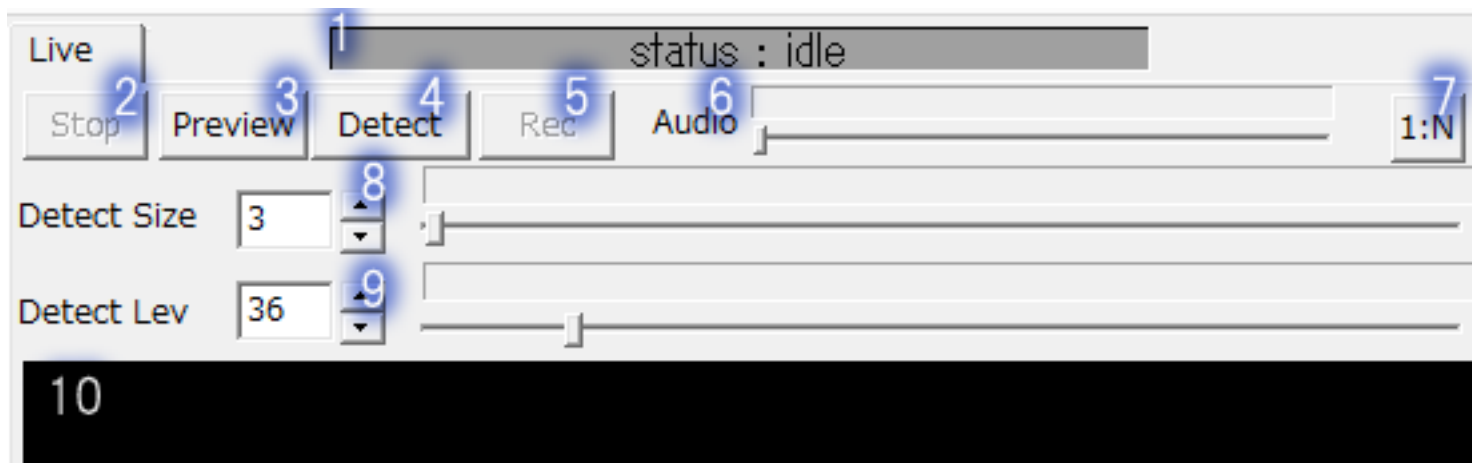 Live 1 status : idle
Stop 2 Preview 3 Detect 4 Rec 5 Audio 6 1:N 7
Detect Size 3 8
Detect Lev 36 9
10